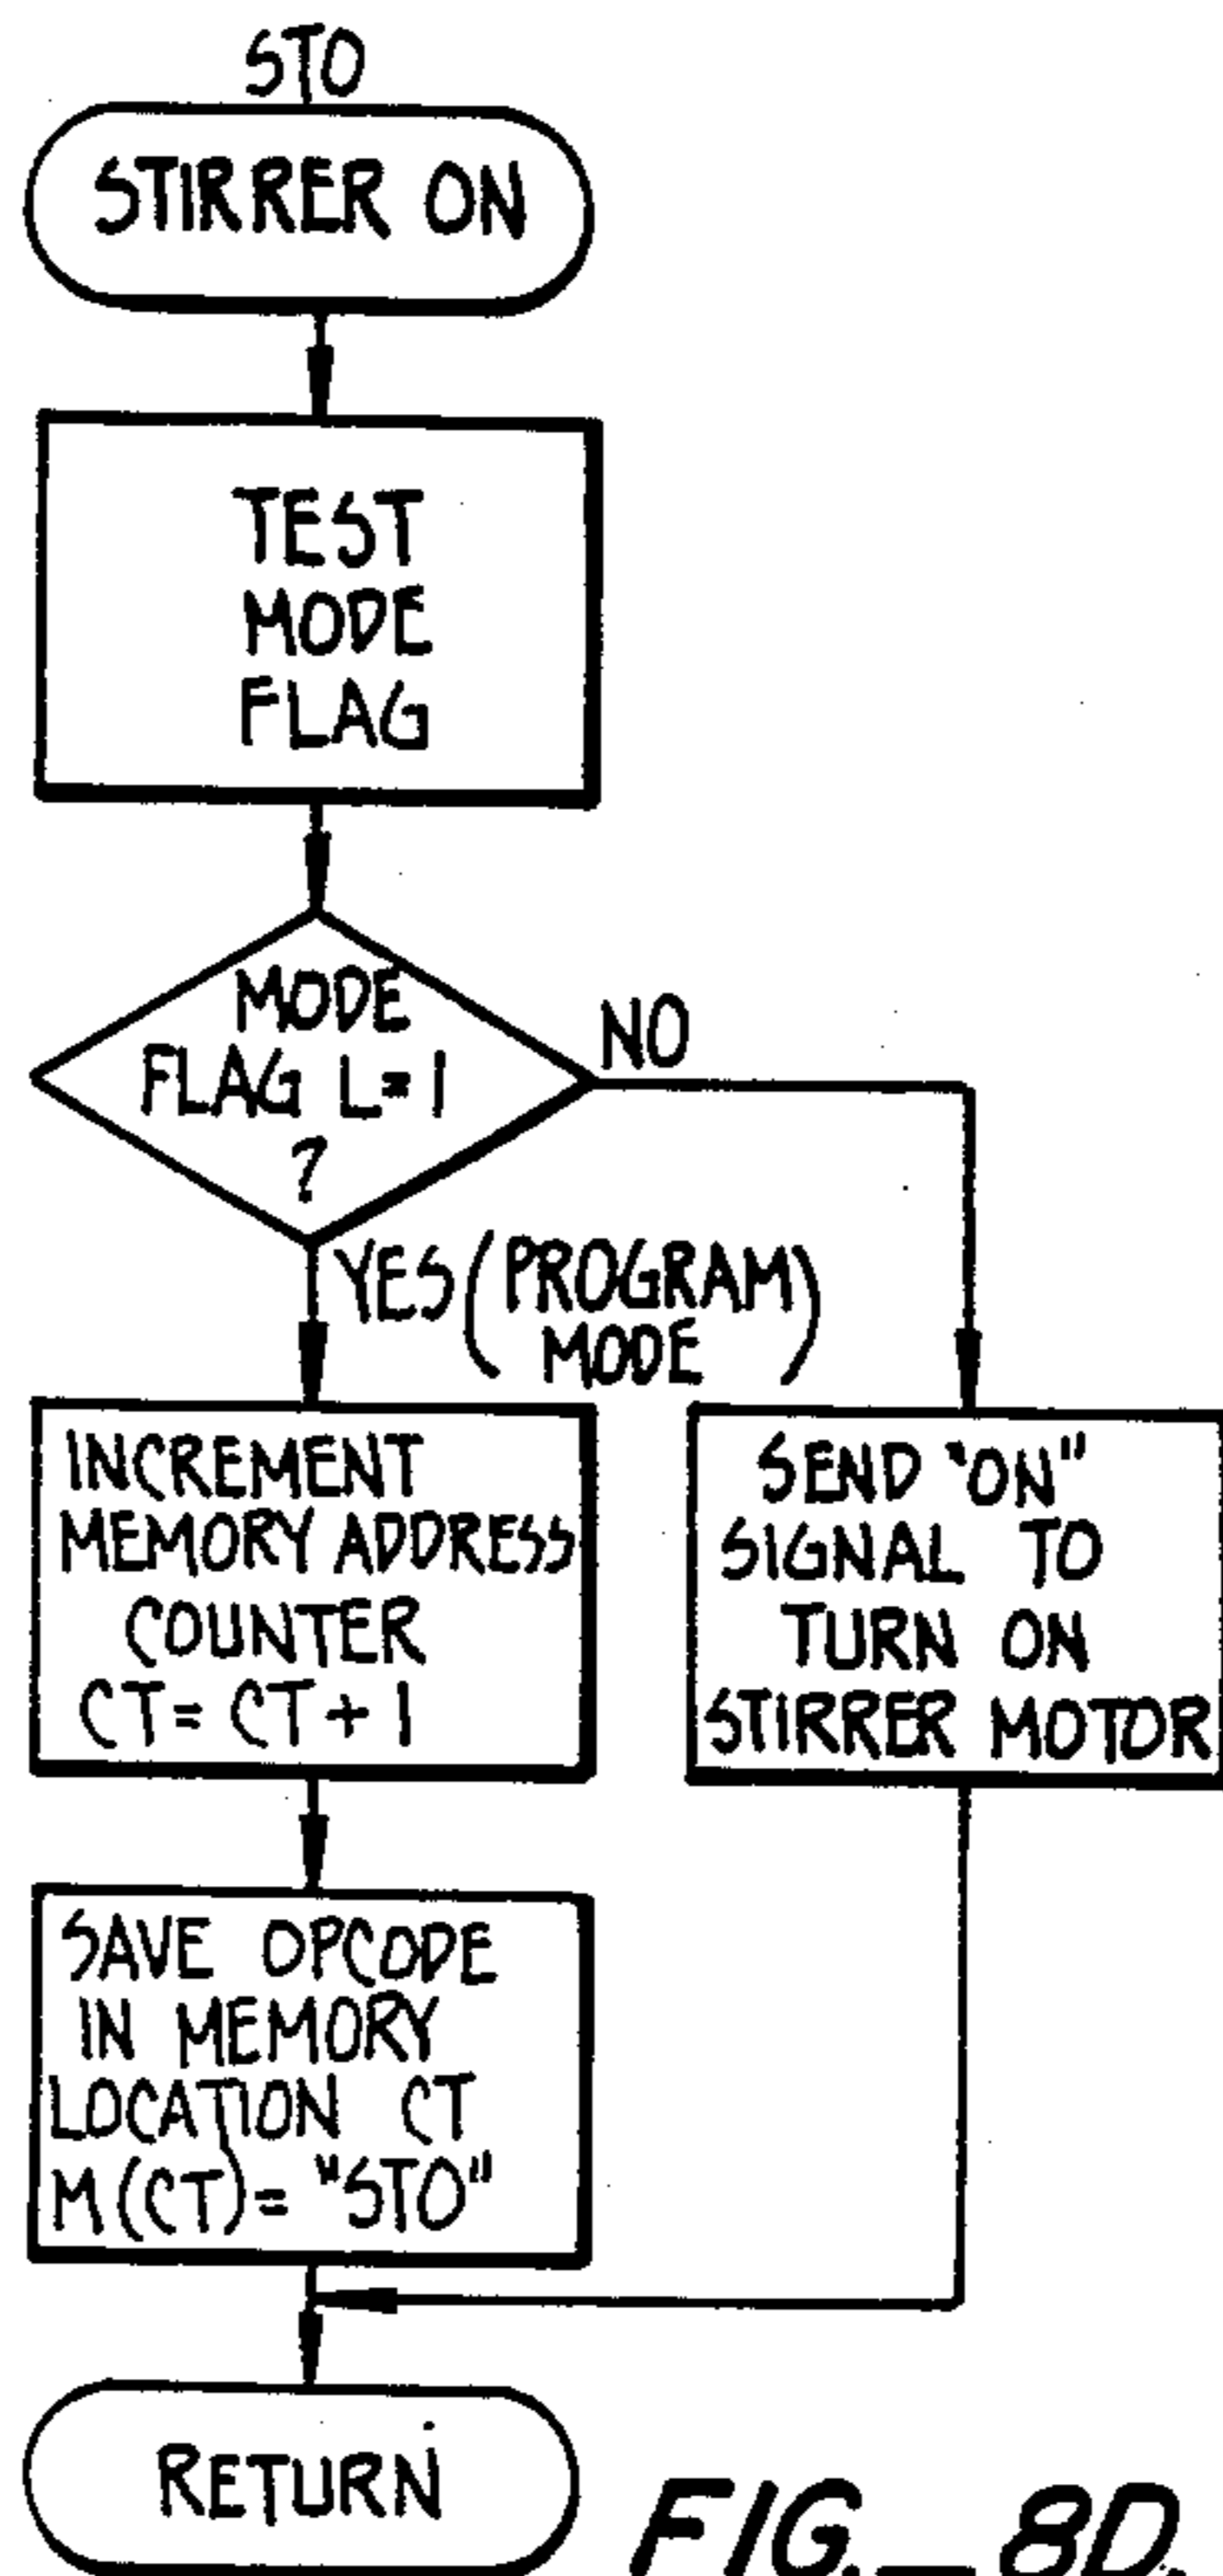 STO
STIRRER ON
TEST
MODE
FLAG
MODE
FLAG L=1
?
NO
YES (PROGRAM)
MODE
INCREMENT
MEMORY ADDRESS
COUNTER
CT = CT + 1
SEND "ON"
SIGNAL TO
TURN ON
STIRRER MOTOR
SAVE OPCODE
IN MEMORY
LOCATION CT
M(CT) = "STO"
RETURN
FIG._8D.